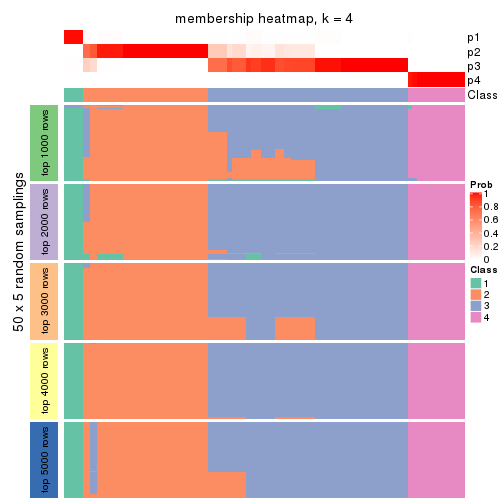 membership heatmap, k = 4
p1
p2
p3
p4
Class
50 x 5 random samplings
top 1000 rows
top 2000 rows
top 3000 rows
top 4000 rows
top 5000 rows
Prob
1
0.8
0.6
0.4
0.2
0
Class
1
2
3
4